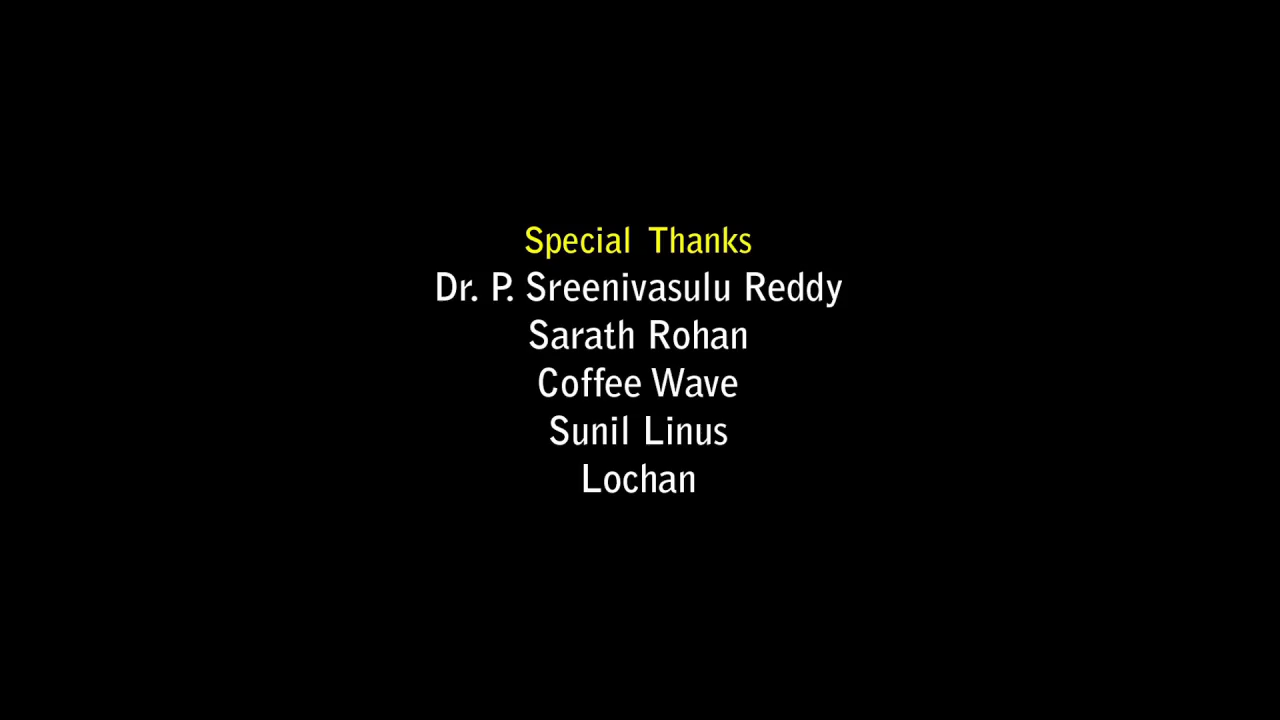 Special Thanks
Dr. P. Sreenivasulu Reddy
Sarath Rohan
Coffee Wave
Sunil Linus
Lochan